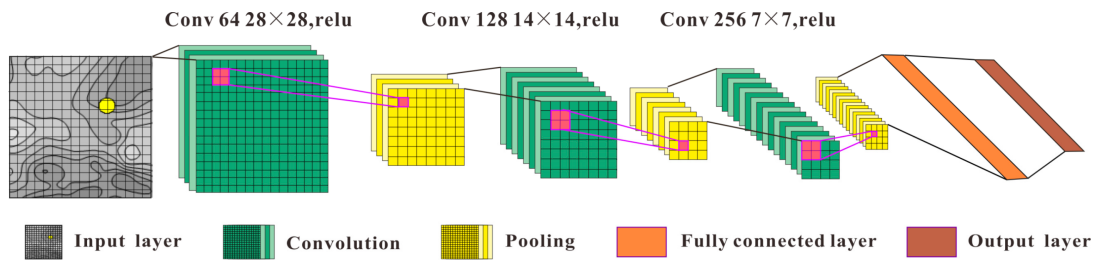 Conv 64 28×28,relu
Conv 128 14×14,relu
Conv 256 7×7,relu
Input layer
Convolution
Pooling
Fully connected layer
Output layer